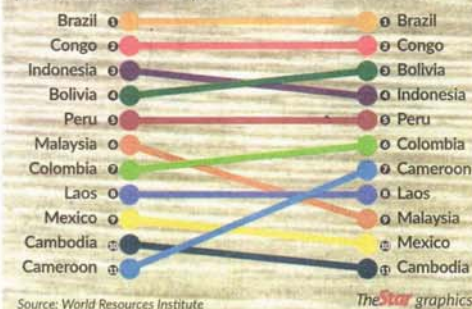 Brazil 1 1 Brazil
Congo 2 2 Congo
Indonesia 3 3 Bolivia
Bolivia 4 4 Indonesia
Peru 5 5 Peru
Malaysia 6 6 Colombia
Colombia 7 7 Cameroon
Laos 8 8 Laos
Mexico 9 9 Malaysia
Cambodia 10 10 Mexico
Cameroon 11 11 Cambodia
Source: World Resources Institute TheStar graphics